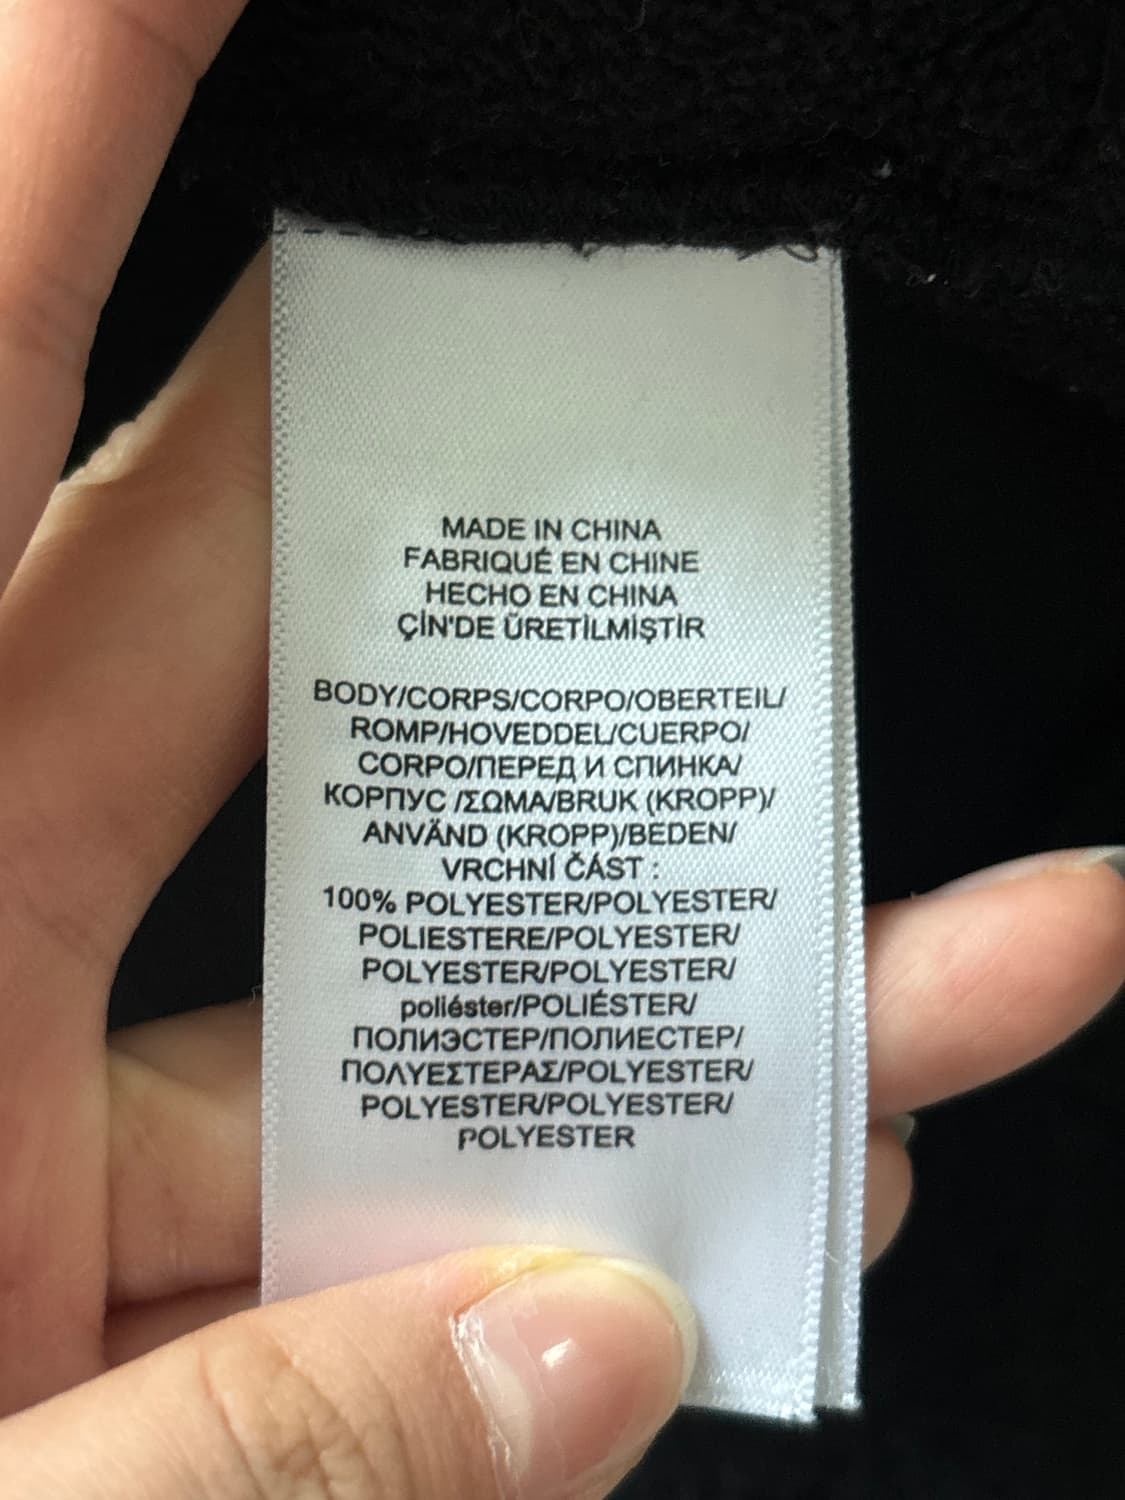 MADE IN CHINA
FABRIQUÉ EN CHINE
HECHO EN CHINA
ÇİN'DE ÜRETİLMİŞTİR
BODY/CORPS/CORPO/OBERTEIL/
ROMP/HOVEDDEL/CUERPO/
CORPO/ПЕРЕД И СПИНКА/
КОРПУС /ΣΩΜΑ/BRUK (KROPP)/
ANVÄND (KROPP)/BEDEN/
VRCHNÍ ČÁST :
100% POLYESTER/POLYESTER/
POLIESTERE/POLYESTER/
POLYESTER/POLYESTER/
poliéster/POLIÉSTER/
ПОЛИЭСТЕР/ПОЛИЕСТЕР/
ΠΟΛΥΕΣΤΕΡΑΣ/POLYESTER/
POLYESTER/POLYESTER/
POLYESTER